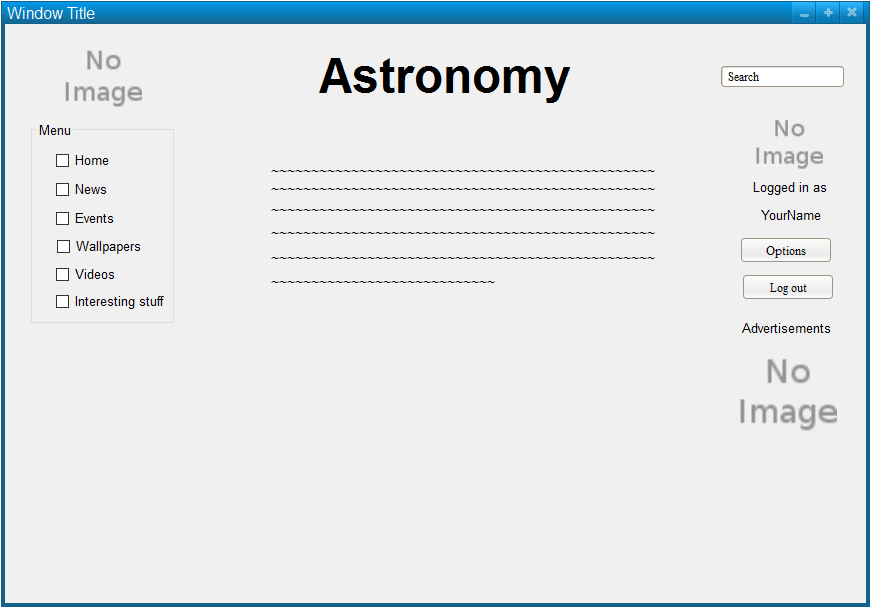 Window Title
No
Image
Astronomy
Search
Menu
Home
News
Events
Wallpapers
Videos
Interesting stuff
~~~~~~~~~~~~~~~~~~~~~~~~~~~~~~~~~~~~~~~~~~~~~~~~
~~~~~~~~~~~~~~~~~~~~~~~~~~~~~~~~~~~~~~~~~~~~~~~~
~~~~~~~~~~~~~~~~~~~~~~~~~~~~~~~~~~~~~~~~~~~~~~~~
~~~~~~~~~~~~~~~~~~~~~~~~~~~~~~~~~~~~~~~~~~~~~~~~
~~~~~~~~~~~~~~~~~~~~~~~~~~~~~~~~~~~~~~~~~~~~~~~~
~~~~~~~~~~~~~~~~~~~~~~~~~~~~
No
Image
Logged in as
YourName
Options
Log out
Advertisements
No
Image